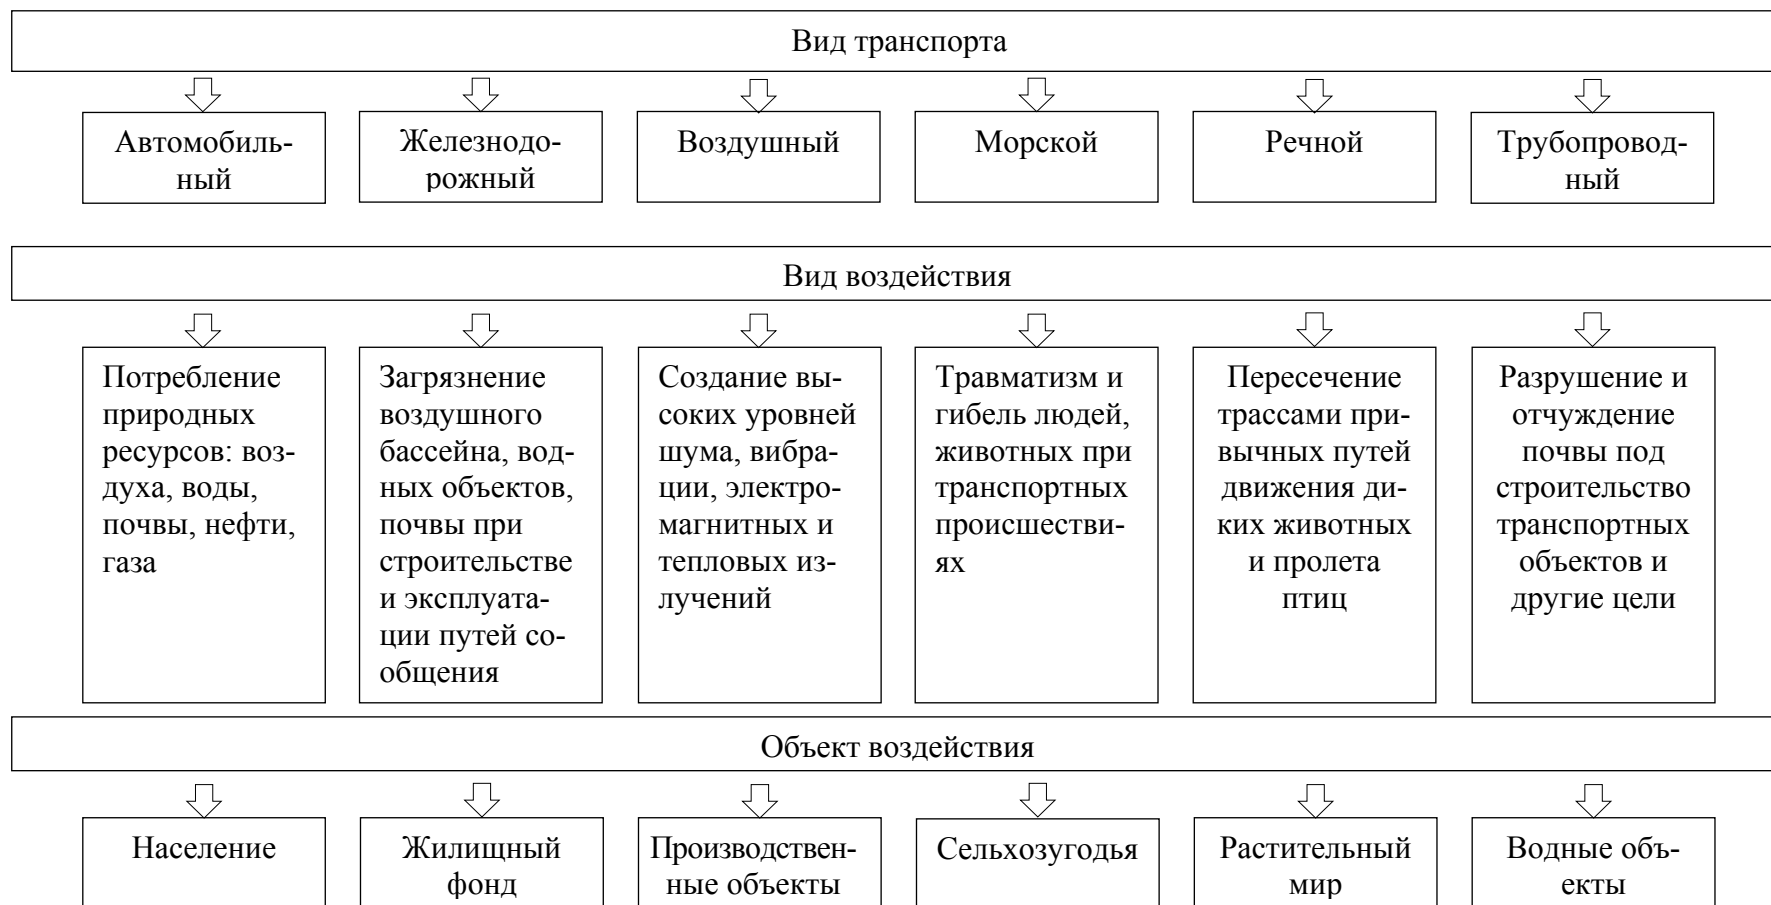 Вид транспорта
Автомобиль-
ный
Железнодо-
рожный
Воздушный
Морской
Речной
Трубопровод-
ный
Вид воздействия
Потребление
природных
ресурсов: воз-
духа, воды,
почвы, нефти,
газа
Загрязнение
воздушного
бассейна, вод-
ных объектов,
почвы при
строительстве
и эксплуата-
ции путей со-
общения
Создание вы-
соких уровней
шума, вибра-
ции, электро-
магнитных и
тепловых из-
лучений
Травматизм и
гибель людей,
животных при
транспортных
происшестви-
ях
Пересечение
трассами при-
вычных путей
движения ди-
ких животных
и пролета
птиц
Разрушение и
отчуждение
почвы под
строительство
транспортных
объектов и
другие цели
Объект воздействия
Население
Жилищный
фонд
Производствен-
ные объекты
Сельхозугодья
Растительный
мир
Водные объ-
екты